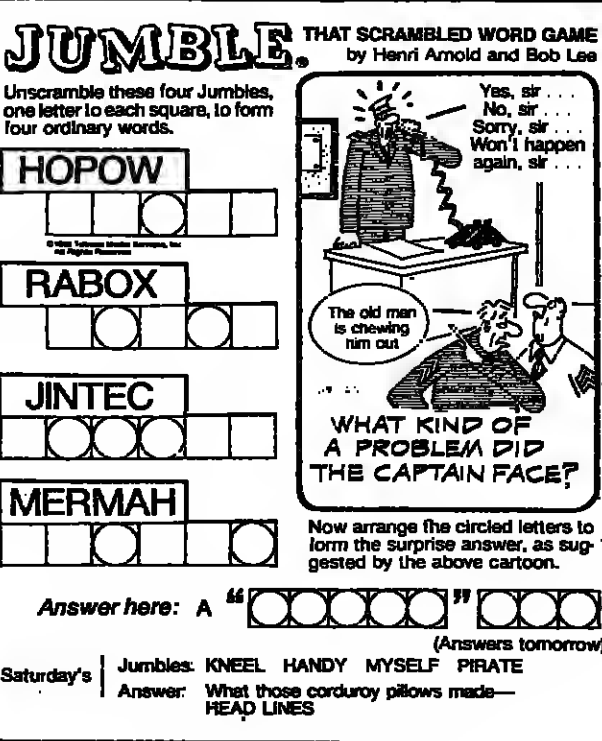 JUMBLE.
THAT SCRAMBLED WORD GAME
by Henri Arnold and Bob Lee
Unscramble these four Jumbles,
one letter to each square, to form
four ordinary words.
HOPOW
All Rights Reserved
RABOX
JINTEC
MERMAH
Yes, sir . . .
No, sir . . .
Sorry, sir . . .
Won't happen
again, sir . . .
The old man
is chewing
him out
WHAT KIND OF
A PROBLEM DID
THE CAPTAIN FACE?
Now arrange the circled letters to
form the surprise answer, as sug-
gested by the above cartoon.
Answer here: A " "
(Answers tomorrow)
Saturday's
Jumbles: KNEEL HANDY MYSELF PIRATE
Answer: What those corduroy pillows made—
HEAD LINES